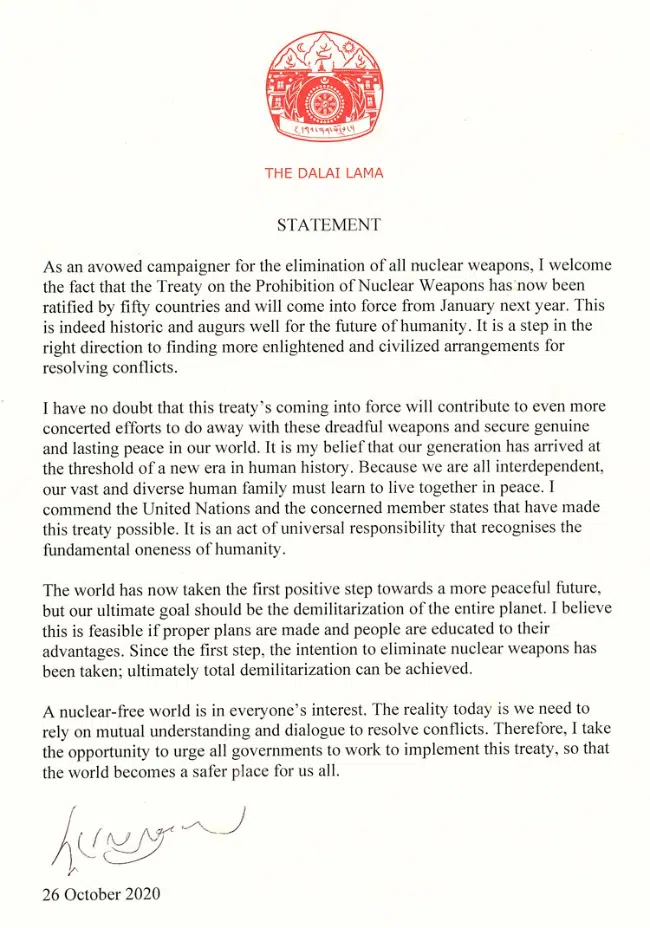 THE DALAI LAMA
STATEMENT
As an avowed campaigner for the elimination of all nuclear weapons, I welcome
the fact that the Treaty on the Prohibition of Nuclear Weapons has now been
ratified by fifty countries and will come into force from January next year. This
is indeed historic and augurs well for the future of humanity. It is a step in the
right direction to finding more enlightened and civilized arrangements for
resolving conflicts.
I have no doubt that this treaty's coming into force will contribute to even more
concerted efforts to do away with these dreadful weapons and secure genuine
and lasting peace in our world. It is my belief that our generation has arrived at
the threshold of a new era in human history. Because we are all interdependent,
our vast and diverse human family must learn to live together in peace. I
commend the United Nations and the concerned member states that have made
this treaty possible. It is an act of universal responsibility that recognises the
fundamental oneness of humanity.
The world has now taken the first positive step towards a more peaceful future,
but our ultimate goal should be the demilitarization of the entire planet. I believe
this is feasible if proper plans are made and people are educated to their
advantages. Since the first step, the intention to eliminate nuclear weapons has
been taken; ultimately total demilitarization can be achieved.
A nuclear-free world is in everyone's interest. The reality today is we need to
rely on mutual understanding and dialogue to resolve conflicts. Therefore, I take
the opportunity to urge all governments to work to implement this treaty, so that
the world becomes a safer place for us all.
26 October 2020